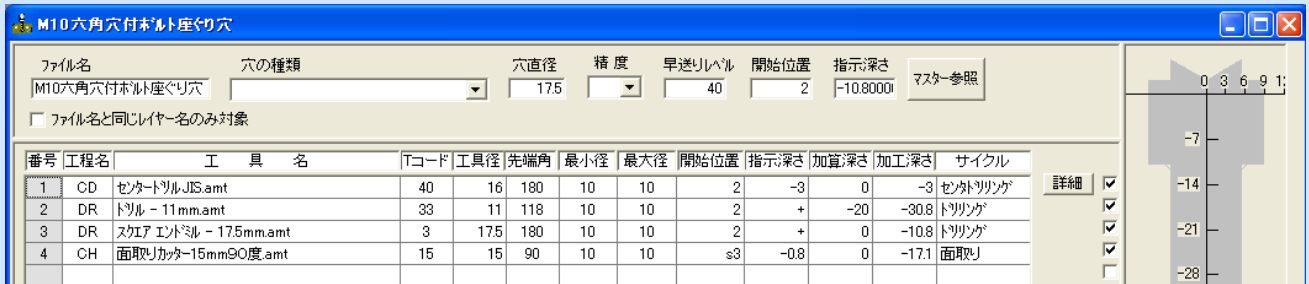 M10六角穴付ﾎﾞﾙﾄ座ぐり穴
ﾌｧｲﾙ名 穴の種類 穴直径 精度 早送りﾚﾍﾞﾙ 開始位置 指示深さ マスター参照
M10六角穴付ﾎﾞﾙﾄ座ぐり穴 17.5 40 2 -10.8000
ﾌｧｲﾙ名と同じﾚｲﾔｰ名のみ対象
0 3 6 9 12
番号 工程名 工具名 Tコード 工具径 先端角 最小径 最大径 開始位置 指示深さ 加算深さ 加工深さ サイクル
1 CD ｾﾝﾀｰﾄﾞﾘﾙJIS.amt 40 16 180 10 10 2 -3 0 -3 ｾﾝﾀﾄﾞﾘﾘﾝｸﾞ 詳細
2 DR ﾄﾞﾘﾙ - 11mm.amt 33 11 118 10 10 2 + -20 -30.8 ﾄﾞﾘﾘﾝｸﾞ
3 DR ｽｸｴｱ ｴﾝﾄﾞﾐﾙ - 17.5mm.amt 3 17.5 180 10 10 2 + 0 -10.8 ﾄﾞﾘﾘﾝｸﾞ
4 CH 面取りｶｯﾀｰ15mm90度.amt 15 15 90 10 10 s3 -0.8 0 -17.1 面取り
-7
-14
-21
-28